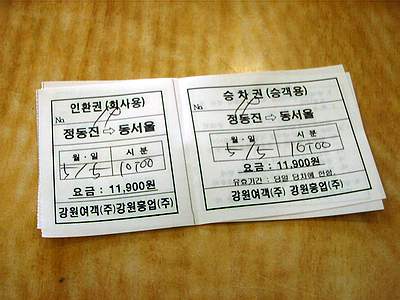 인환권 (회사용)
No.
정동진 ⇨ 동서울
월 · 일 시 분
5/5 10:00
요금 : 11,900원
강원여객(주)강원흥업(주)
승 차 권 (승객용)
No.
정동진 ⇨ 동서울
월 · 일 시 분
5/5 10:00
요금 : 11,900원
유효기간 : 당일 당차에 한함.
강원여객(주) 강원흥업(주)